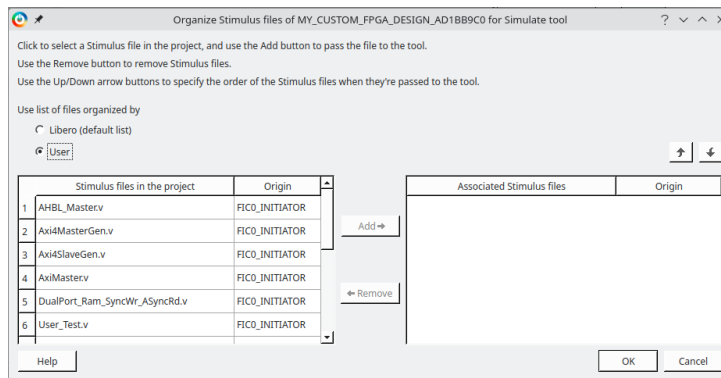 Organize Stimulus files of MY_CUSTOM_FPGA_DESIGN_AD1BB9C0 for Simulate tool
Click to select a Stimulus file in the project, and use the Add button to pass the file to the tool.
Use the Remove button to remove Stimulus files.
Use the Up/Down arrow buttons to specify the order of the Stimulus files when they're passed to the tool.
Use list of files organized by
Libero (default list)
User
Stimulus files in the project Origin
1 AHBL_Master.v FIC0_INITIATOR
2 Axi4MasterGen.v FIC0_INITIATOR
3 Axi4SlaveGen.v FIC0_INITIATOR
4 AxiMaster.v FIC0_INITIATOR
5 DualPort_Ram_SyncWr_ASyncRd.v FIC0_INITIATOR
6 User_Test.v FIC0_INITIATOR
Add
Remove
Associated Stimulus files Origin
Help
OK
Cancel